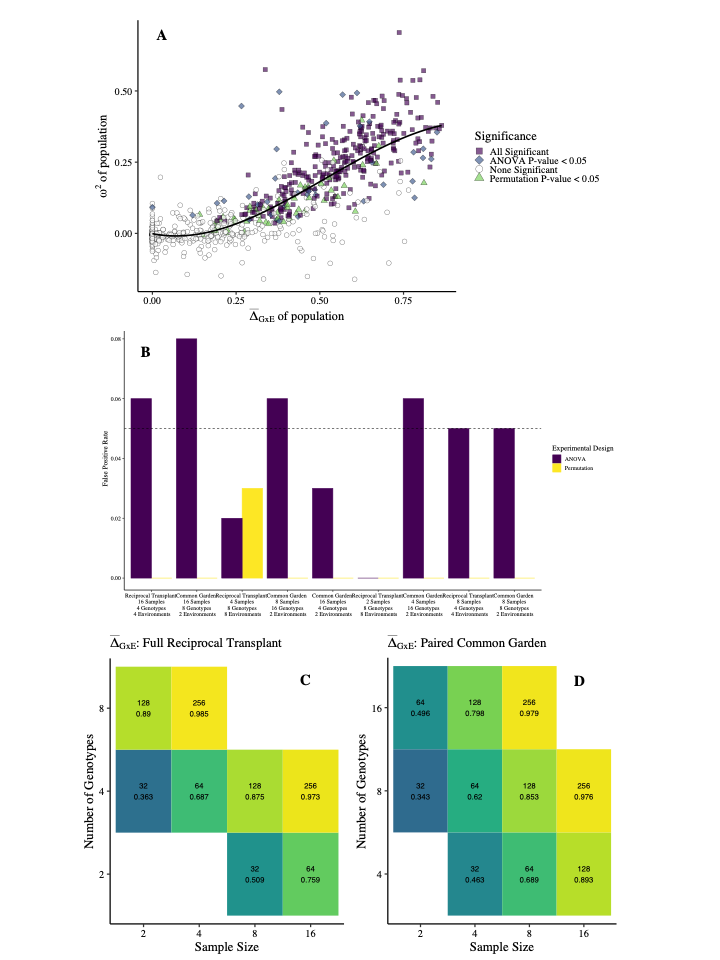 A
ω² of population
0.50
0.25
0.00
0.00 0.25 0.50 0.75
Δ̅GxE of population
Significance
All Significant
ANOVA P-value < 0.05
None Significant
Permutation P-value < 0.05
B
False Positive Rate
0.08
0.06
0.04
0.02
0.00
Reciprocal Transplant Common Garden Reciprocal Transplant Common Garden Common Garden Reciprocal Transplant Common Garden Reciprocal Transplant Common Garden
16 Samples 16 Samples 4 Samples 8 Samples 16 Samples 2 Samples 4 Samples 8 Samples 8 Samples
4 Genotypes 8 Genotypes 8 Genotypes 16 Genotypes 4 Genotypes 8 Genotypes 16 Genotypes 4 Genotypes 8 Genotypes
4 Environments 2 Environments 8 Environments 2 Environments 2 Environments 8 Environments 2 Environments 4 Environments 2 Environments
Experimental Design
ANOVA
Permutation
Δ̅GxE: Full Reciprocal Transplant
C
Number of Genotypes
8
4
2
128 256
0.89 0.985
32 64 128 256
0.363 0.687 0.875 0.973
32 64
0.509 0.759
2 4 8 16
Sample Size
Δ̅GxE: Paired Common Garden
D
Number of Genotypes
16
8
4
64 128 256
0.496 0.798 0.979
32 64 128 256
0.343 0.62 0.853 0.976
32 64 128
0.463 0.689 0.893
2 4 8 16
Sample Size